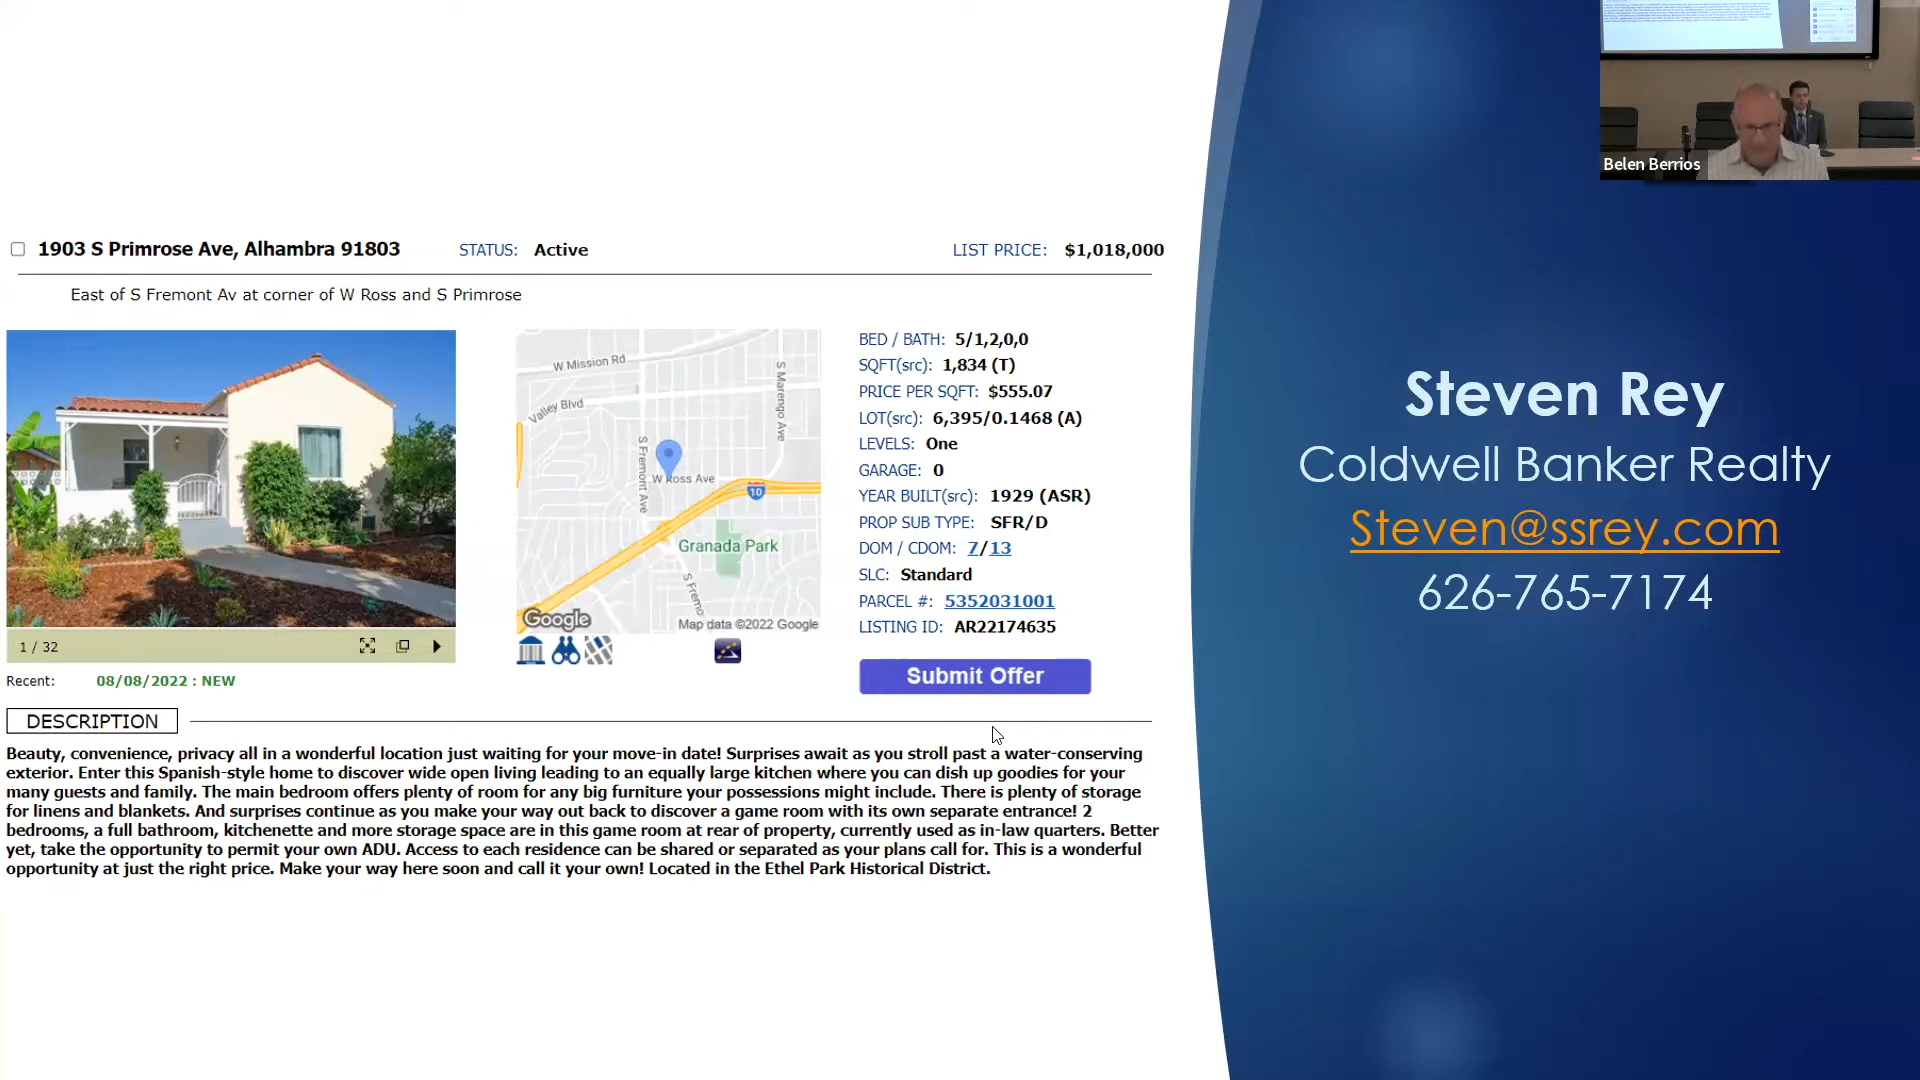 Belen Berrios
1903 S Primrose Ave, Alhambra 91803 STATUS: Active LIST PRICE: $1,018,000
East of S Fremont Av at corner of W Ross and S Primrose
W Mission Rd
S Marengo Ave
Valley Blvd
S Fremont Ave
W Ross Ave
10
Granada Park
S Fremo
Google
Map data ©2022 Google
BED / BATH: 5/1,2,0,0
SQFT(src): 1,834 (T)
PRICE PER SQFT: $555.07
LOT(src): 6,395/0.1468 (A)
LEVELS: One
GARAGE: 0
YEAR BUILT(src): 1929 (ASR)
PROP SUB TYPE: SFR/D
DOM / CDOM: 7/13
SLC: Standard
PARCEL #: 5352031001
LISTING ID: AR22174635
Submit Offer
1 / 32
Recent: 08/08/2022 : NEW
DESCRIPTION
Beauty, convenience, privacy all in a wonderful location just waiting for your move-in date! Surprises await as you stroll past a water-conserving
exterior. Enter this Spanish-style home to discover wide open living leading to an equally large kitchen where you can dish up goodies for your
many guests and family. The main bedroom offers plenty of room for any big furniture your possessions might include. There is plenty of storage
for linens and blankets. And surprises continue as you make your way out back to discover a game room with its own separate entrance! 2
bedrooms, a full bathroom, kitchenette and more storage space are in this game room at rear of property, currently used as in-law quarters. Better
yet, take the opportunity to permit your own ADU. Access to each residence can be shared or separated as your plans call for. This is a wonderful
opportunity at just the right price. Make your way here soon and call it your own! Located in the Ethel Park Historical District.
Steven Rey
Coldwell Banker Realty
Steven@ssrey.com
626-765-7174